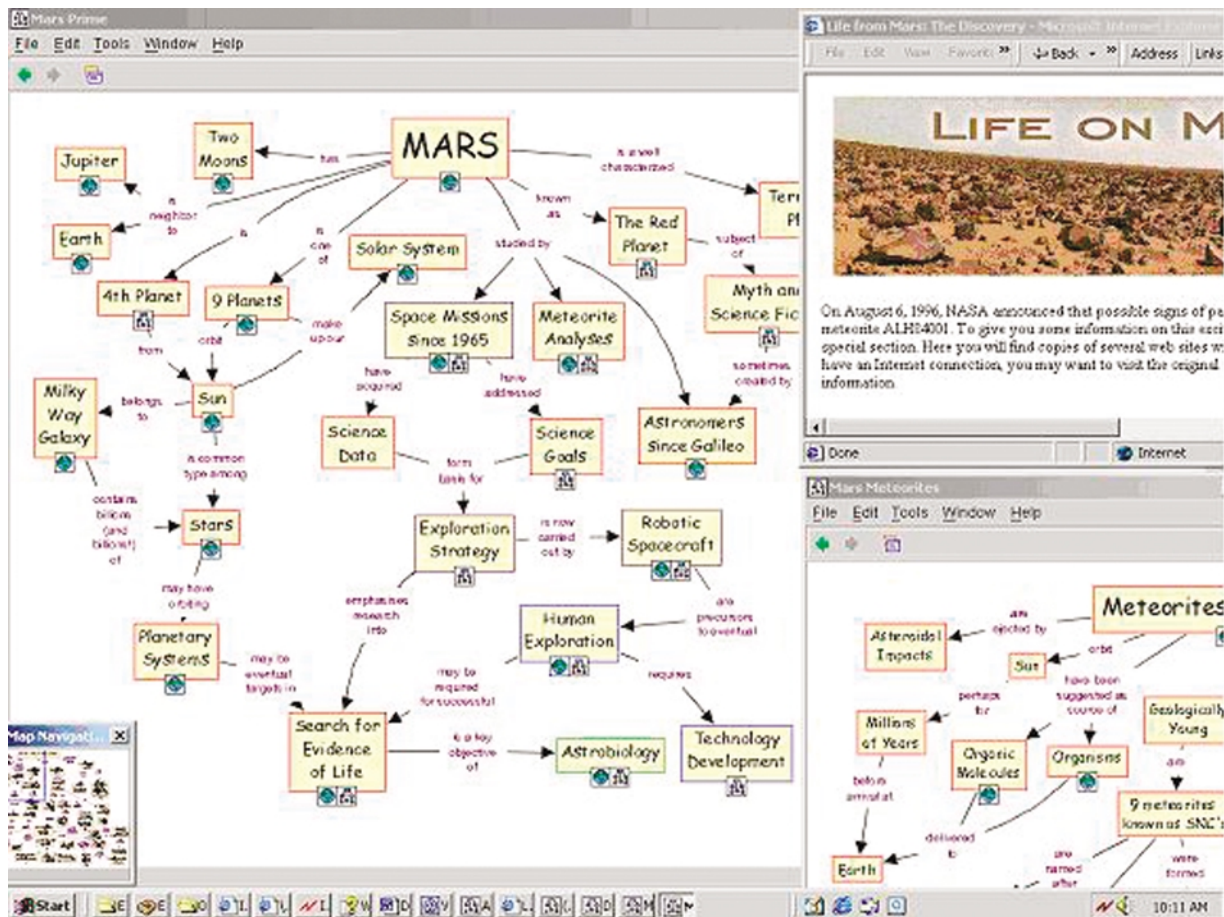 Mars Prime
File Edit Tools Window Help
MARS
Two
Moons
has
Jupiter
is
neighbor
to
Earth
is
4th Planet
is
one
of
9 Planets
Solar System
make
up our
from
orbit
Sun
belongs
to
Milky
Way
Galaxy
is common
type among
contains
billions
(and
billions!)
of
Stars
may have
orbiting
Planetary
Systems
may be
eventual
targets in
studied by
Space Missions
since 1965
Meteorite
Analyses
known
as
The Red
Planet
is a well
characterized
Terr
Pl
subject
of
Myth and
Science Fic
sometimes
created by
Astronomers
since Galileo
have
acquired
have
addressed
Science
Data
Science
Goals
form
basis for
Exploration
Strategy
is now
carried
out by
Robotic
Spacecraft
are
precursors
to eventual
emphasises
research
into
Human
Exploration
may be
required
for successful
requires
Search for
Evidence
of Life
is a key
objective
of
Astrobiology
Technology
Development
Map Navigati...
Life from Mars: The Discovery - Microsoft Internet Explorer
File Edit View Favorit Back Address Links
LIFE ON M
On August 6, 1996, NASA announced that possible signs of pa
meteorite ALH84001. To give you some information on this exci
special section. Here you will find copies of several web sites w
have an Internet connection, you may want to visit the original
information.
Done Internet
Mars Meteorites
File Edit Tools Window Help
Meteorites
are
ejected by
Asteroidal
Impacts
orbit
Sun
perhaps
for
Millions
of Years
have been
suggested as
source of
Organic
Molecules
Organisms
Geologically
Young
are
9 meteorites
known as SNC's
before
arrival at
delivered
to
Earth
are
named
after
were
formed
Start
10:11 AM